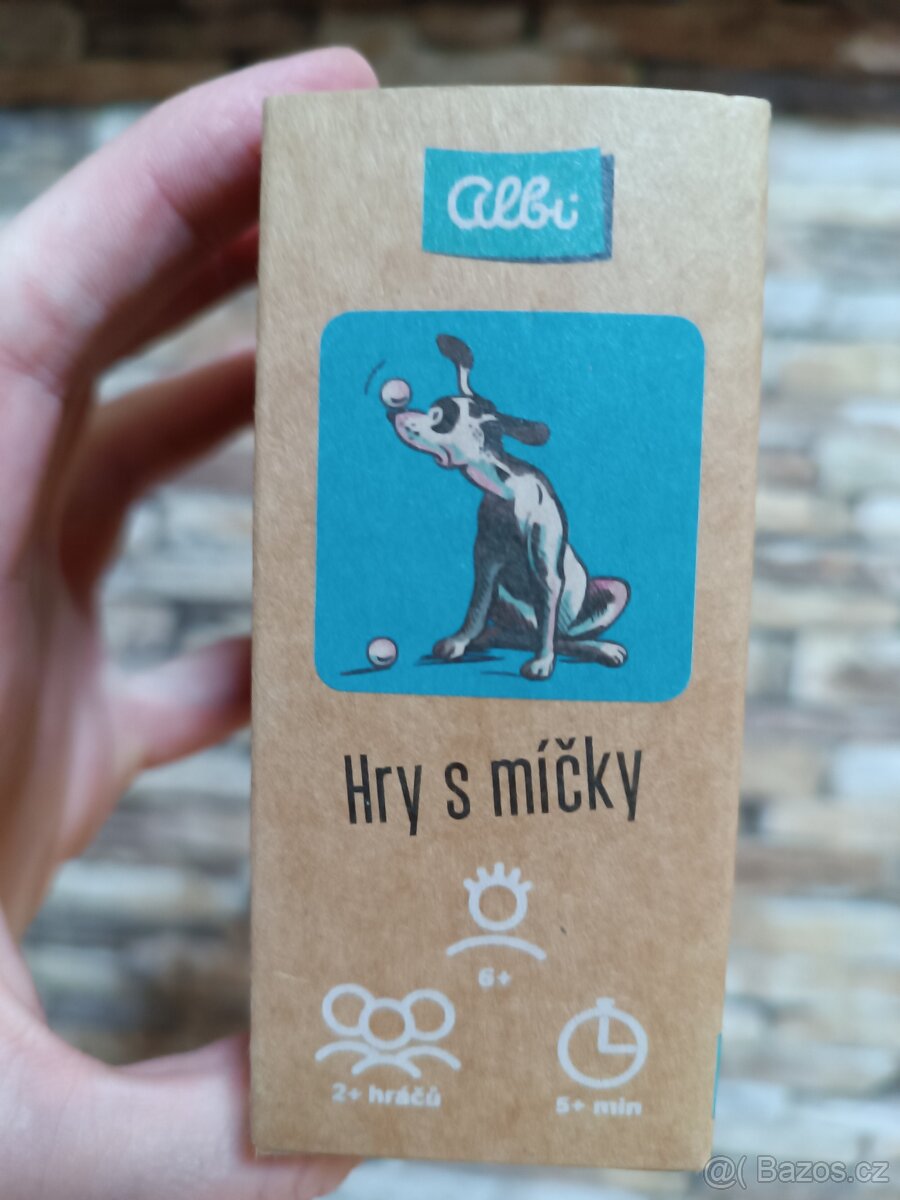 albi
Hry s míčky
6+
2+ hráčů
5+ min
@( Bazos.cz